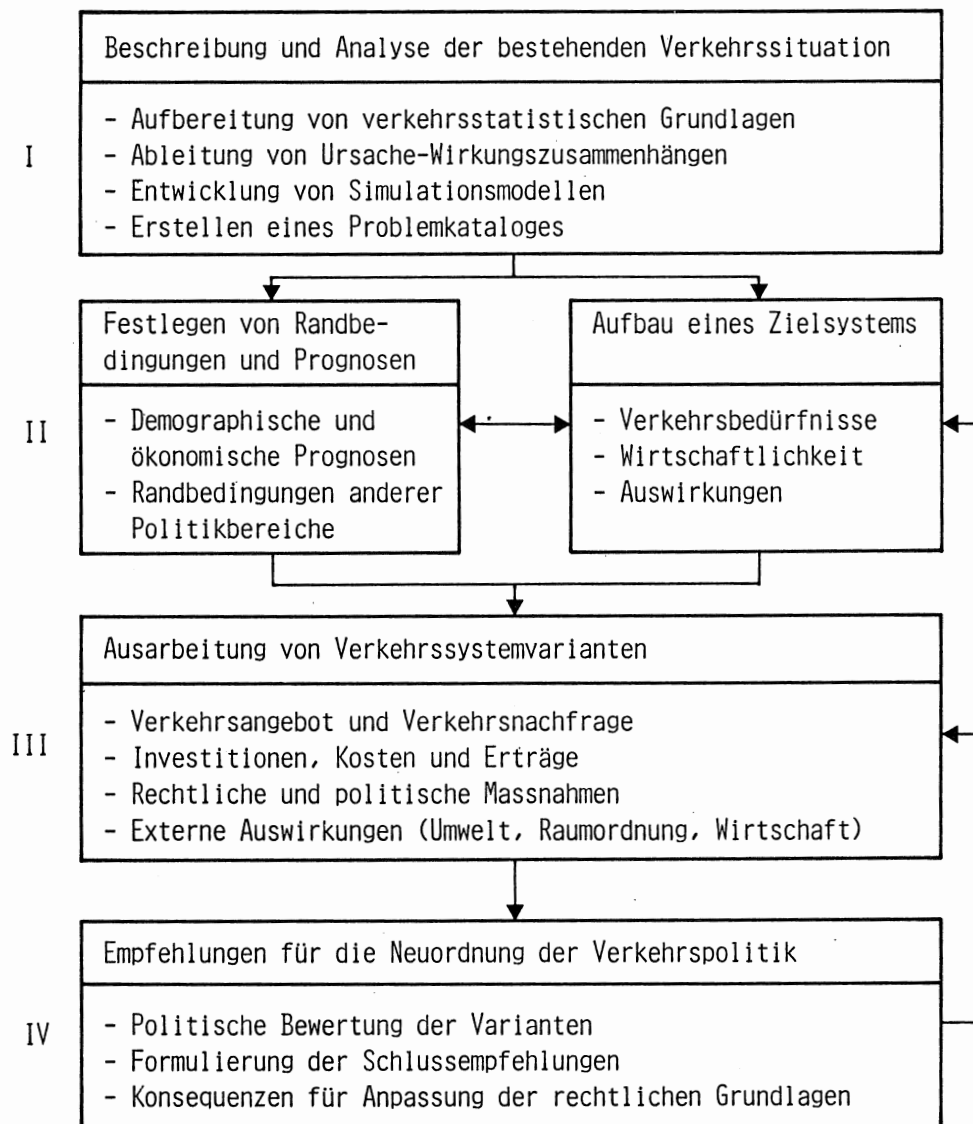 Beschreibung und Analyse der bestehenden Verkehrssituation
I
- Aufbereitung von verkehrsstatistischen Grundlagen
- Ableitung von Ursache-Wirkungszusammenhängen
- Entwicklung von Simulationsmodellen
- Erstellen eines Problemkataloges
II
Festlegen von Randbe-
dingungen und Prognosen
- Demographische und
ökonomische Prognosen
- Randbedingungen anderer
Politikbereiche
Aufbau eines Zielsystems
- Verkehrsbedürfnisse
- Wirtschaftlichkeit
- Auswirkungen
Ausarbeitung von Verkehrssystemvarianten
III
- Verkehrsangebot und Verkehrsnachfrage
- Investitionen, Kosten und Erträge
- Rechtliche und politische Massnahmen
- Externe Auswirkungen (Umwelt, Raumordnung, Wirtschaft)
Empfehlungen für die Neuordnung der Verkehrspolitik
IV
- Politische Bewertung der Varianten
- Formulierung der Schlussempfehlungen
- Konsequenzen für Anpassung der rechtlichen Grundlagen